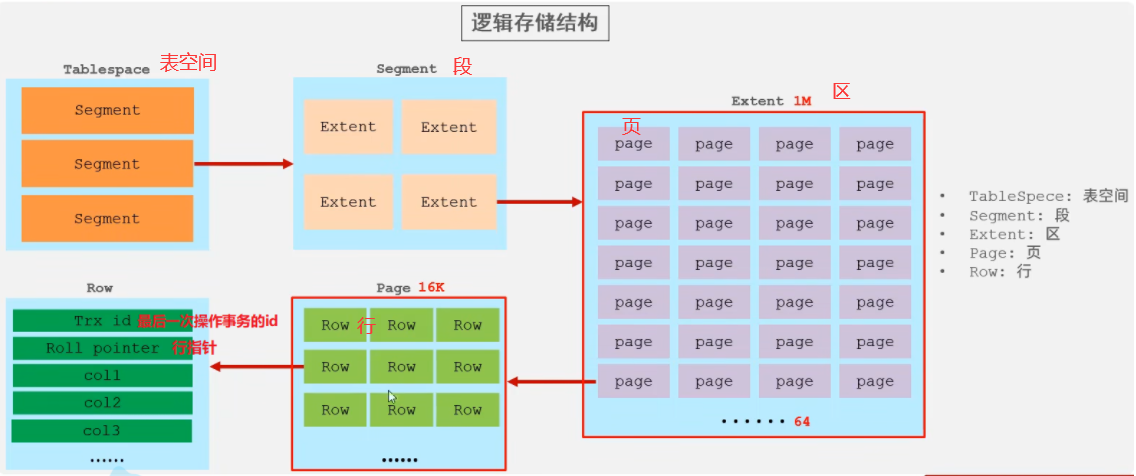 逻辑存储结构
Tablespace 表空间
Segment
Segment
Segment
Segment 段
Extent Extent
Extent Extent
Extent 1M 区
页
page page page page
page page page page
page page page page
page page page page
page page page page
page page page page
page page page page
······ 64
• TableSpece: 表空间
• Segment: 段
• Extent: 区
• Page: 页
• Row: 行
Row
Trx id 最后一次操作事务的id
Roll pointer 行指针
col1
col2
col3
······
Page 16K
Row 行 Row Row
Row Row Row
Row Row Row
······